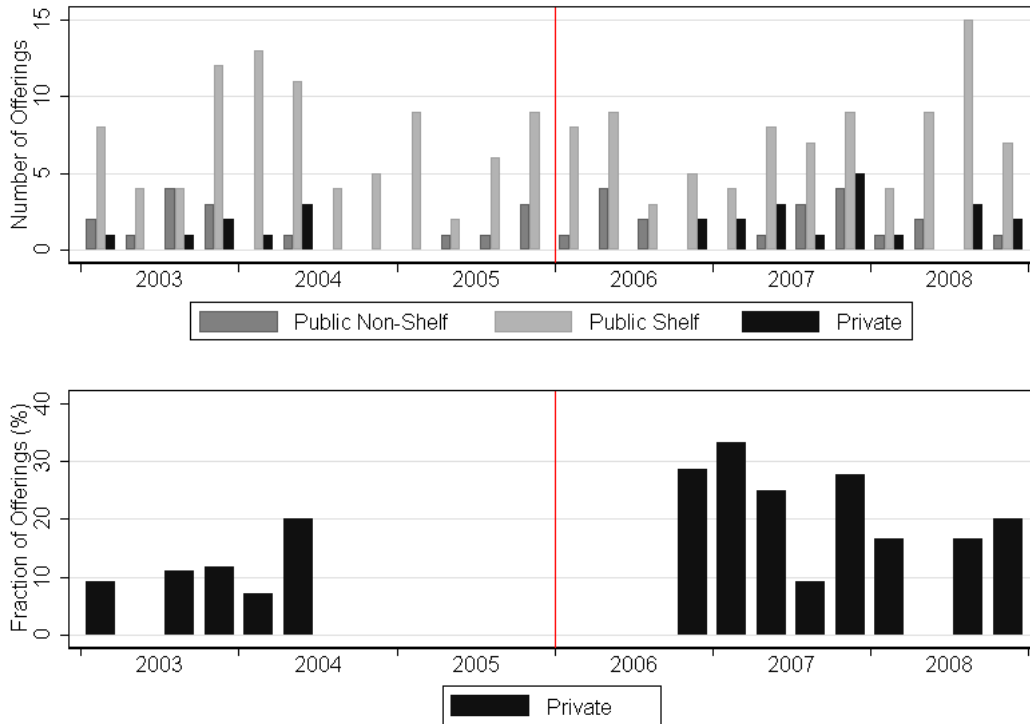 Number of Offerings
15
10
5
0
2003 2004 2005 2006 2007 2008
Public Non-Shelf Public Shelf Private
Fraction of Offerings (%)
40
30
20
10
0
2003 2004 2005 2006 2007 2008
Private